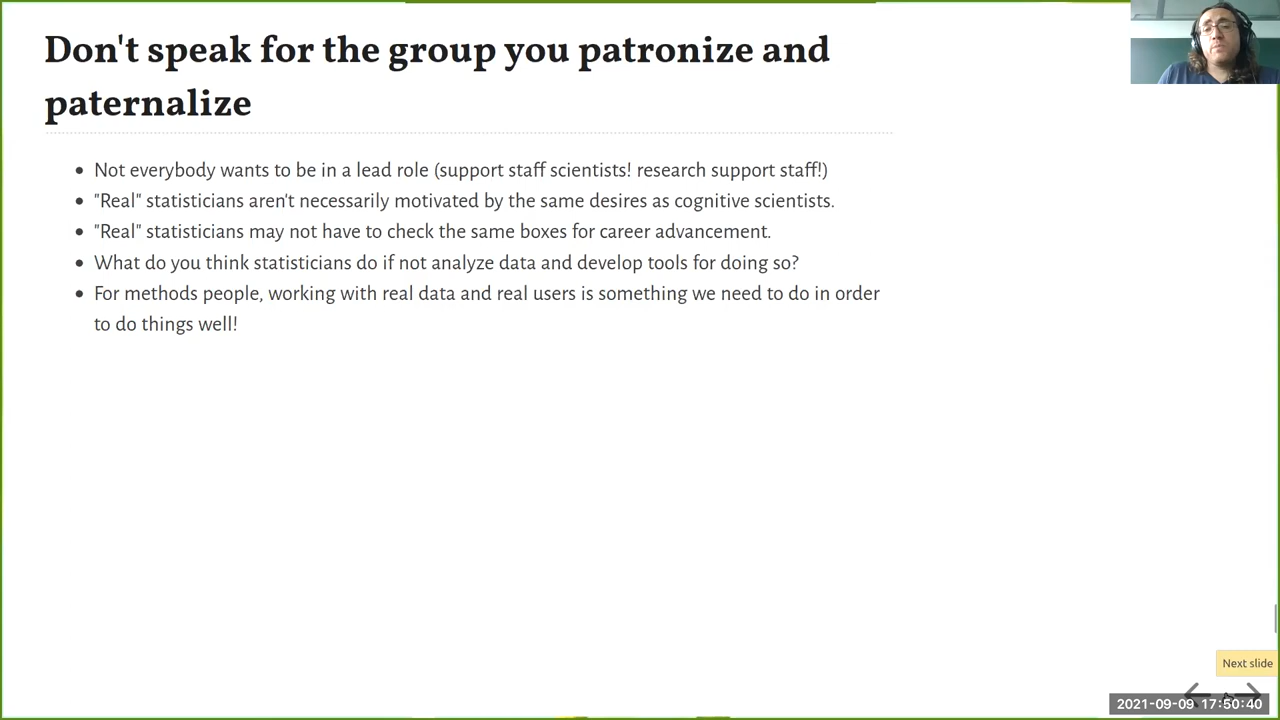 Don't speak for the group you patronize and
paternalize
Not everybody wants to be in a lead role (support staff scientists! research support staff!)
"Real" statisticians aren't necessarily motivated by the same desires as cognitive scientists.
"Real" statisticians may not have to check the same boxes for career advancement.
What do you think statisticians do if not analyze data and develop tools for doing so?
For methods people, working with real data and real users is something we need to do in order
to do things well!
Next slide
2021-09-09 17:50:40